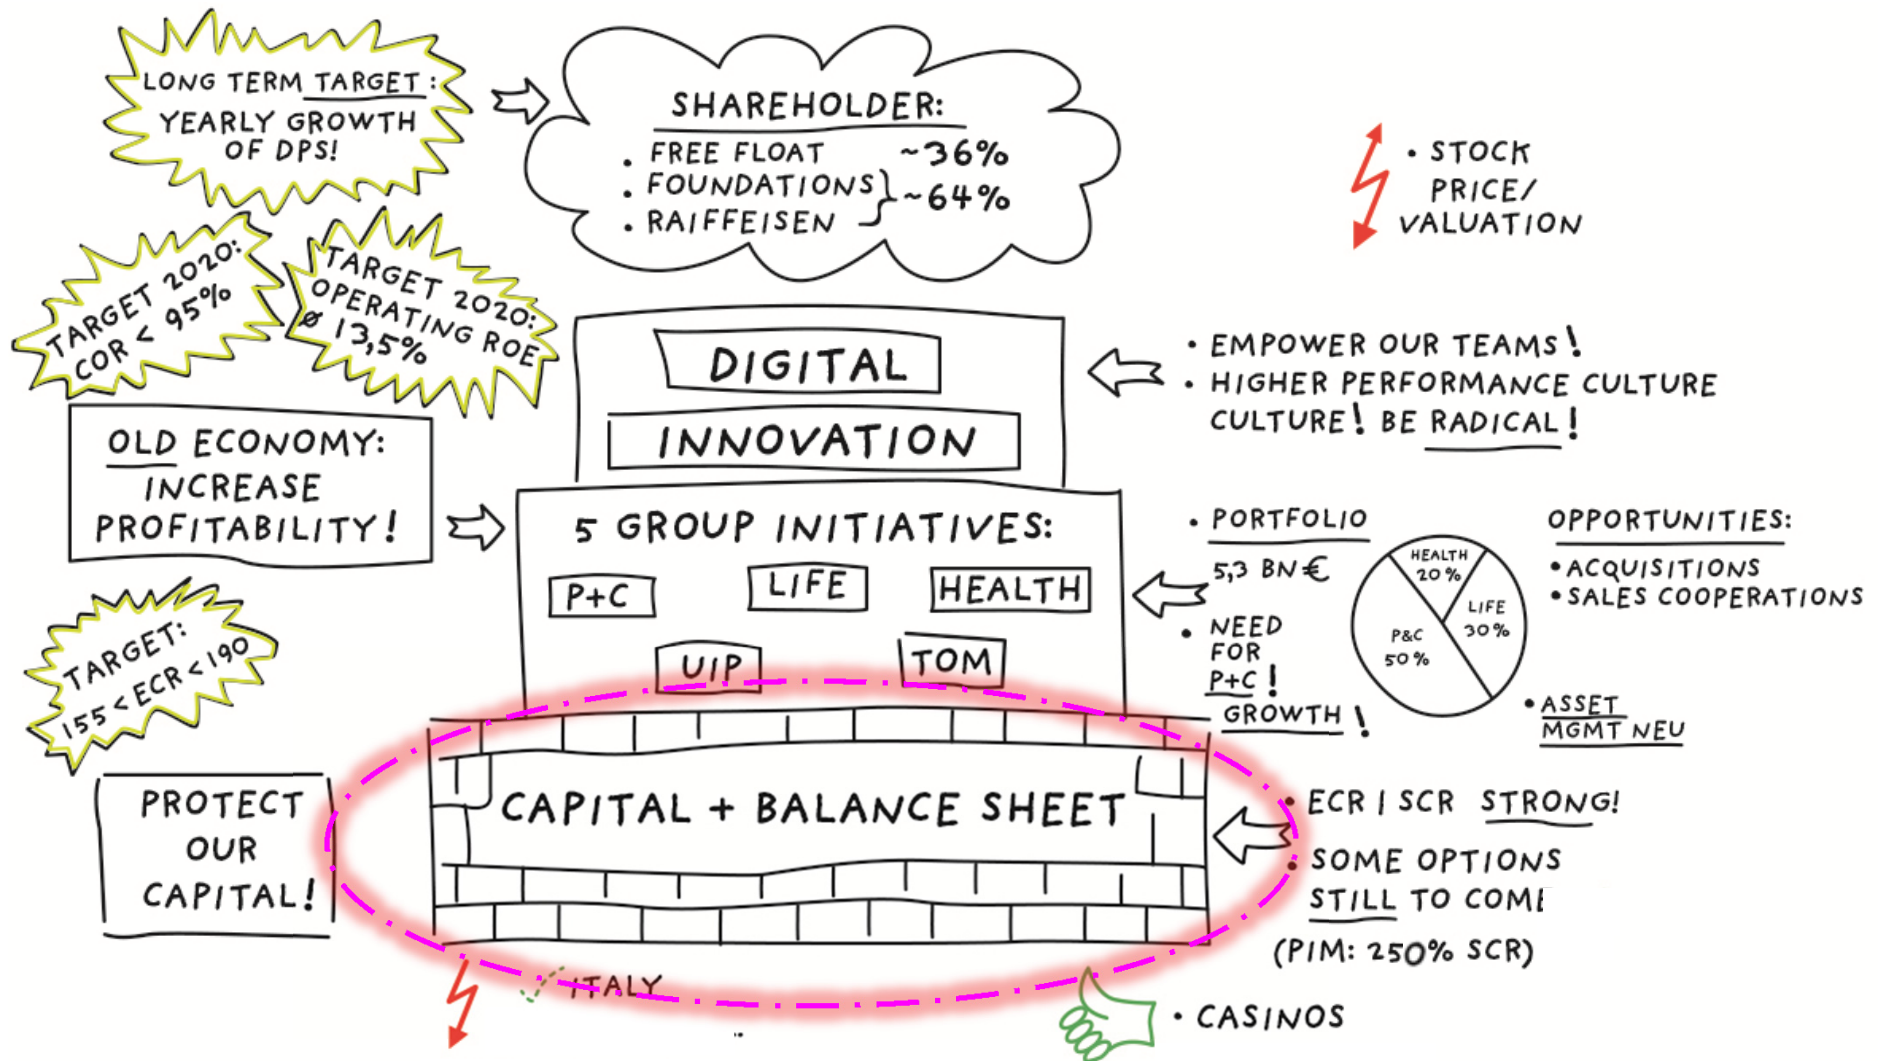 LONG TERM TARGET:
YEARLY GROWTH
OF DPS!
SHAREHOLDER:
• FREE FLOAT ~36%
• FOUNDATIONS
• RAIFFEISEN
} ~64%
• STOCK
PRICE/
VALUATION
TARGET 2020:
COR < 95%
TARGET 2020:
OPERATING ROE
Ø 13,5%
DIGITAL
INNOVATION
• EMPOWER OUR TEAMS!
• HIGHER PERFORMANCE CULTURE
CULTURE! BE RADICAL!
OLD ECONOMY:
INCREASE
PROFITABILITY!
5 GROUP INITIATIVES:
P+C
LIFE
HEALTH
UIP
TOM
• PORTFOLIO
5,3 BN €
• NEED
FOR
P+C!
GROWTH!
HEALTH
20%
LIFE
30%
P&C
50%
OPPORTUNITIES:
• ACQUISITIONS
• SALES COOPERATIONS
• ASSET
MGMT NEU
TARGET:
155 < ECR < 190
PROTECT
OUR
CAPITAL!
CAPITAL + BALANCE SHEET
• ECR | SCR STRONG!
• SOME OPTIONS
STILL TO COME
(PIM: 250% SCR)
ITALY
• CASINOS